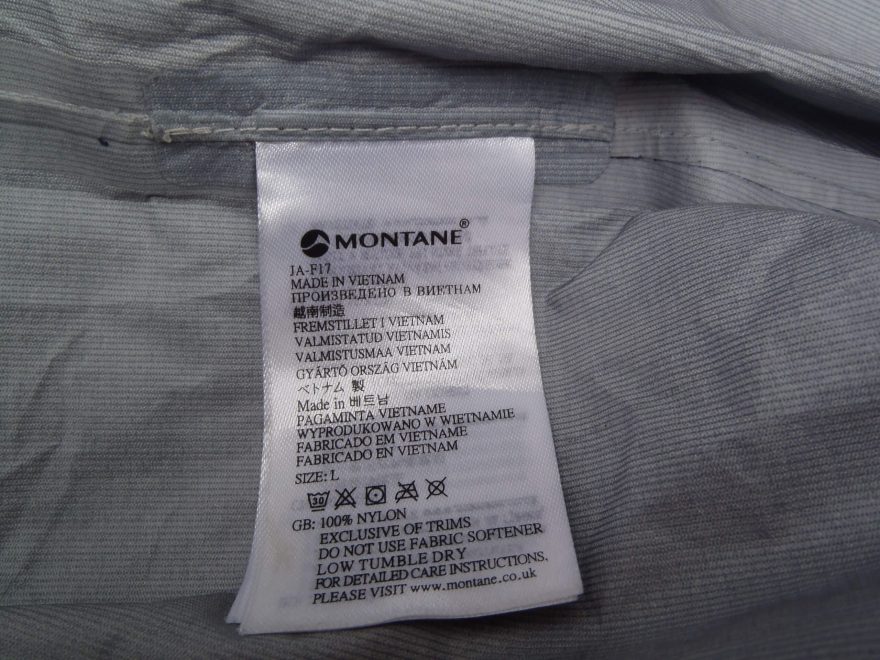 MONTANE®
JA-F17
MADE IN VIETNAM
ПРОИЗВЕДЕНО В ВИЕТНАМ
越南制造
FREMSTILLET I VIETNAM
VALMISTATUD VIETNAMIS
VALMISTUSMAA VIETNAM
GYÁRTÓ ORSZÁG VIETNÁM
ベトナム 製
Made in 베트남
PAGAMINTA VIETNAME
WYPRODUKOWANO W WIETNAMIE
FABRICADO EM VIETNAME
FABRICADO EN VIETNAM
SIZE: L
30
GB: 100% NYLON
EXCLUSIVE OF TRIMS
DO NOT USE FABRIC SOFTENER
LOW TUMBLE DRY
FOR DETAILED CARE INSTRUCTIONS,
PLEASE VISIT www.montane.co.uk